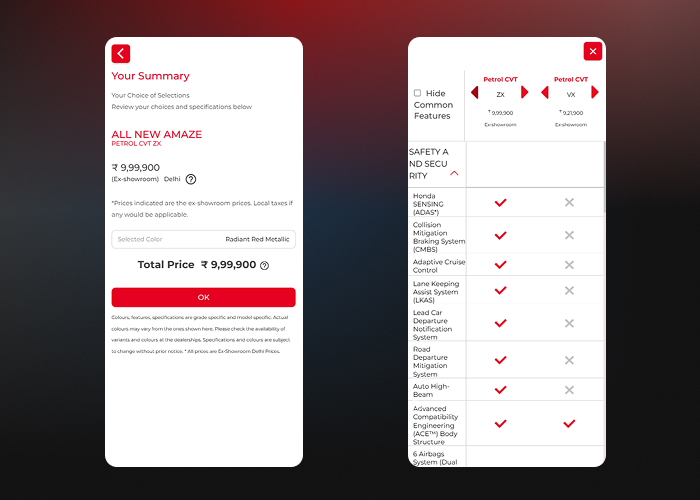 Your Summary
Your Choice of Selections
Review your choices and specifications below
ALL NEW AMAZE
PETROL CVT ZX
₹ 9,99,900
(Ex-showroom) Delhi ?
*Prices indicated are the ex-showroom prices. Local taxes if
any would be applicable.
Selected Color Radiant Red Metallic
Total Price ₹ 9,99,900 ?
OK
Colours, features, specifications are grade specific and model specific. Actual
colours may vary from the ones shown here. Please check the availability of
variants and colours at the dealerships. Specifications and colours are subject
to change without prior notice. * All prices are Ex-Showroom Delhi Prices.
Hide
Common
Features
Petrol CVT
ZX
₹ 9,99,900
Ex-showroom
Petrol CVT
VX
₹ 9,21,900
Ex-showroom
SAFETY A
ND SECU
RITY
Honda
SENSING
(ADAS*)
Collision
Mitigation
Braking System
(CMBS)
Adaptive Cruise
Control
Lane Keeping
Assist System
(LKAS)
Lead Car
Departure
Notification
System
Road
Departure
Mitigation
System
Auto High-
Beam
Advanced
Compatibility
Engineering
(ACE™) Body
Structure
6 Airbags
System (Dual